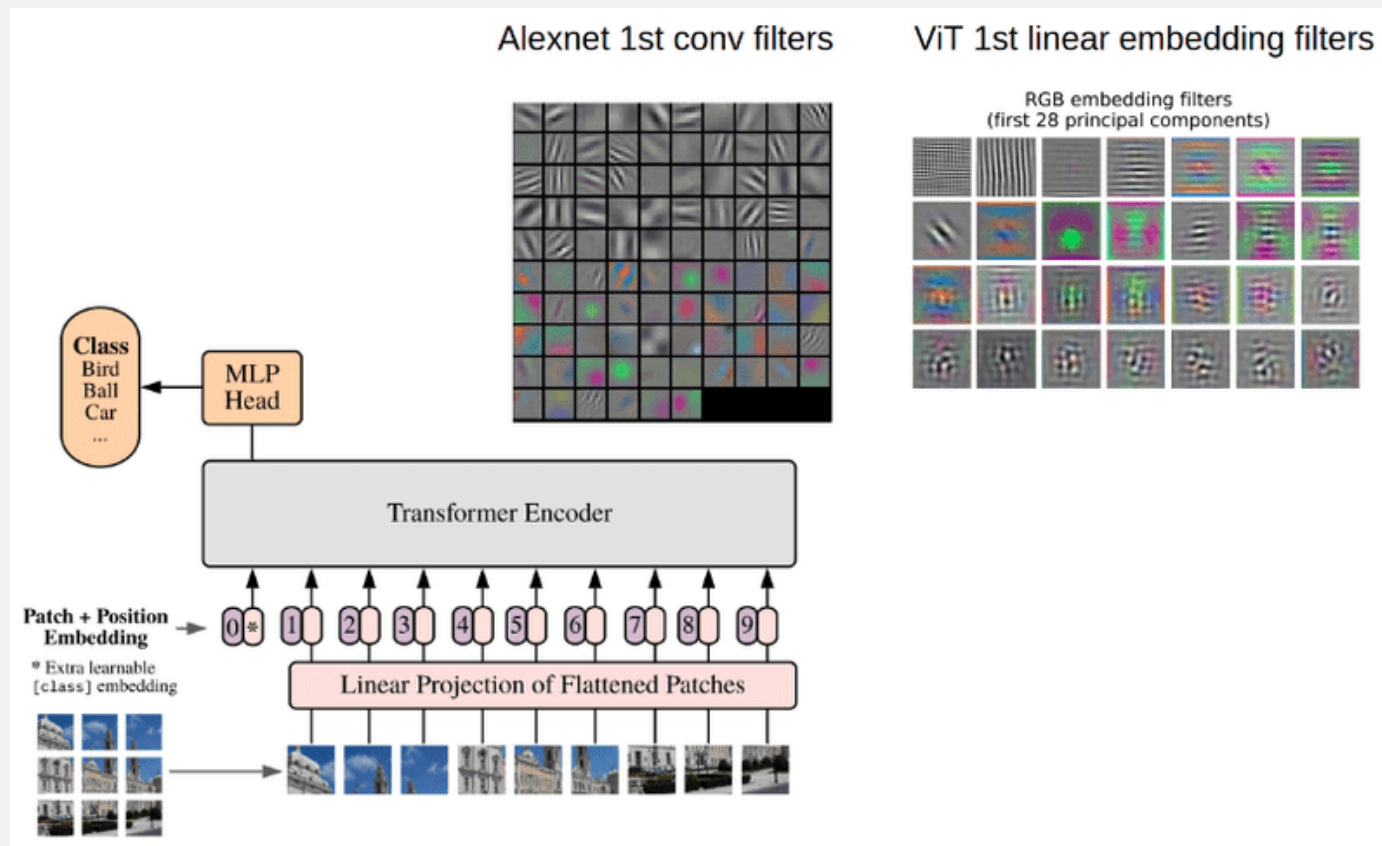 Alexnet 1st conv filters
ViT 1st linear embedding filters
RGB embedding filters
(first 28 principal components)
Class
Bird
Ball
Car
...
MLP
Head
Transformer Encoder
Patch + Position
Embedding
0 * 1 2 3 4 5 6 7 8 9
* Extra learnable
[class] embedding
Linear Projection of Flattened Patches